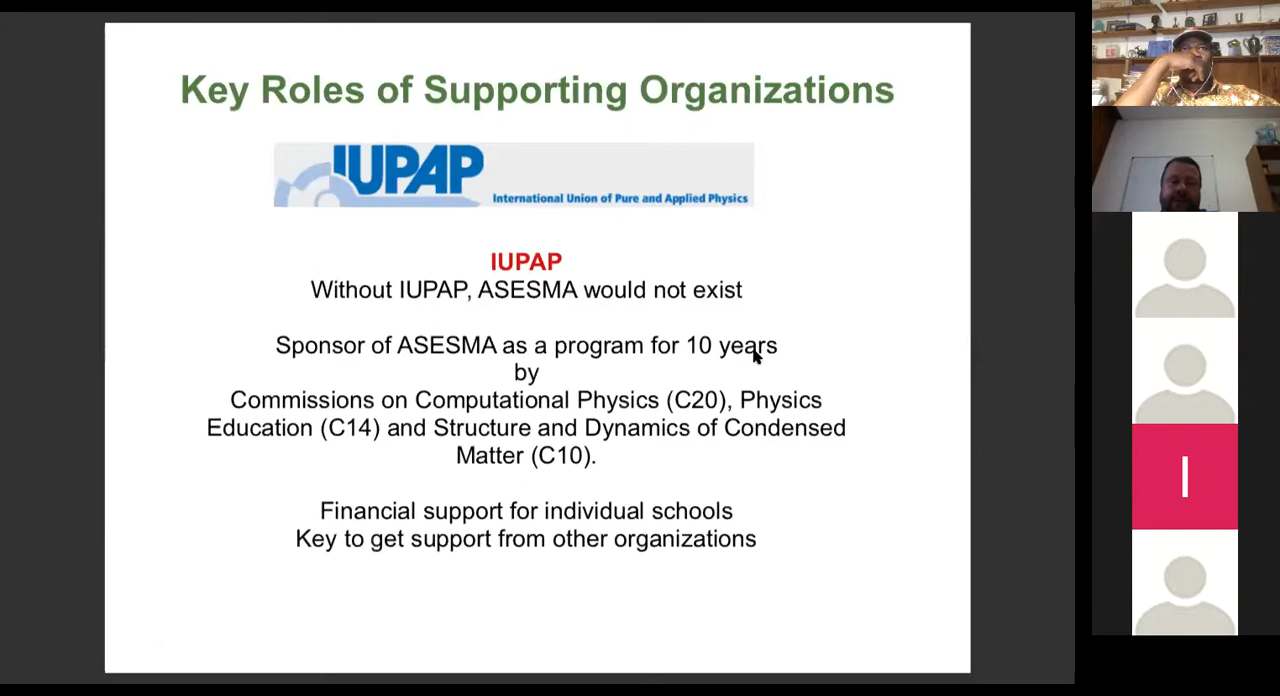 Key Roles of Supporting Organizations
IUPAP
International Union of Pure and Applied Physics
IUPAP
Without IUPAP, ASESMA would not exist
Sponsor of ASESMA as a program for 10 years
by
Commissions on Computational Physics (C20), Physics
Education (C14) and Structure and Dynamics of Condensed
Matter (C10).
Financial support for individual schools
Key to get support from other organizations
I